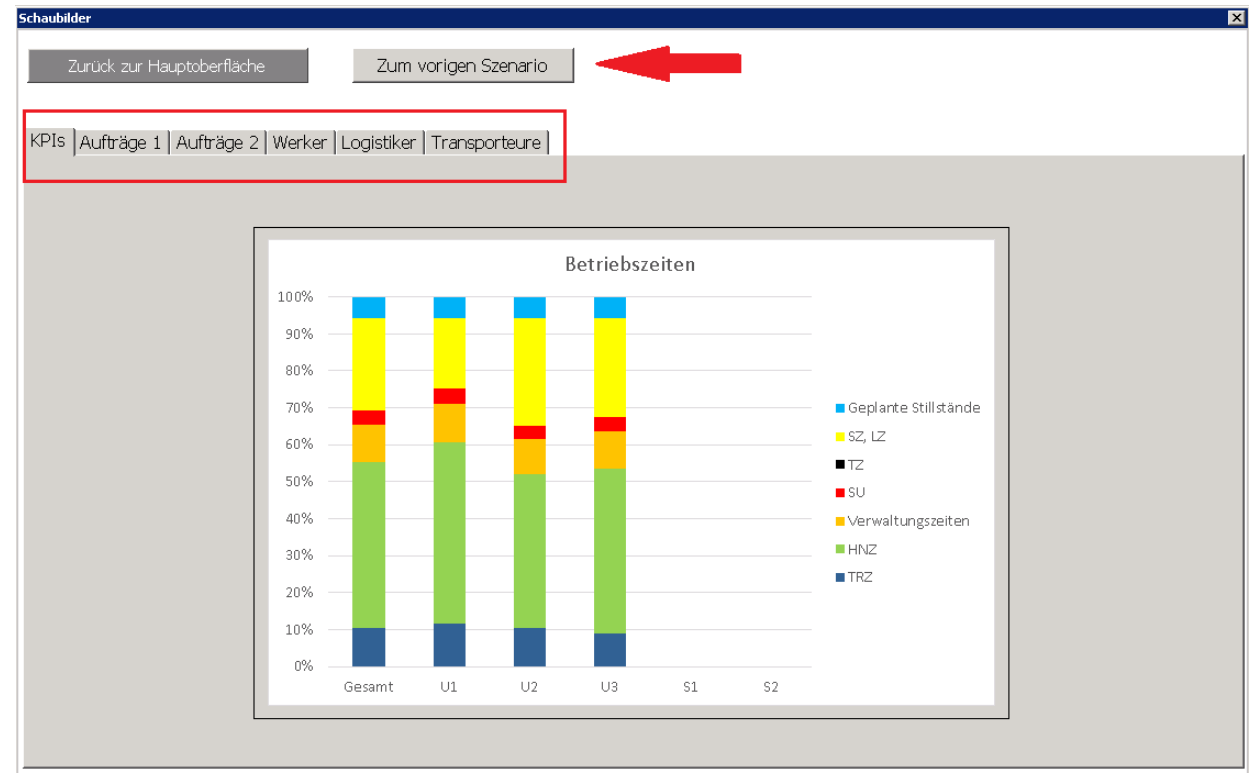 Schaubilder
Zurück zur Hauptoberfläche
Zum vorigen Szenario
KPIs Aufträge 1 Aufträge 2 Werker Logistiker Transporteure
Betriebszeiten
100%
90%
80%
70%
60%
50%
40%
30%
20%
10%
0%
Gesamt U1 U2 U3 S1 S2
Geplante Stillstände
SZ, LZ
TZ
SU
Verwaltungszeiten
HNZ
TRZ